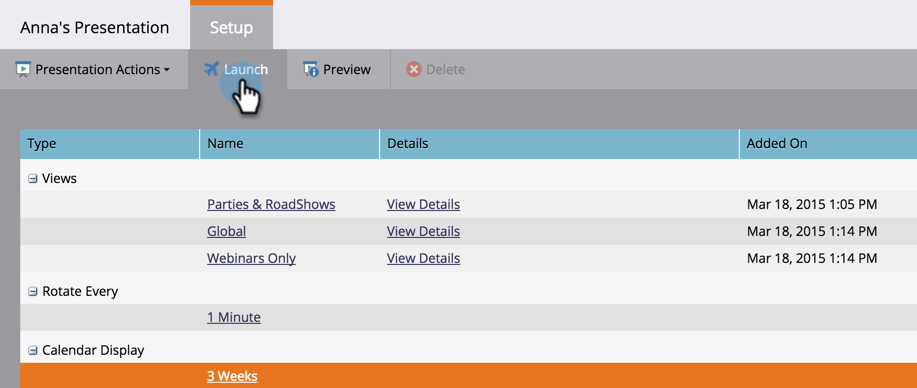 Anna's Presentation Setup
Presentation Actions Launch Preview Delete
Type Name Details Added On
Views
Parties & RoadShows View Details Mar 18, 2015 1:05 PM
Global View Details Mar 18, 2015 1:14 PM
Webinars Only View Details Mar 18, 2015 1:14 PM
Rotate Every
1 Minute
Calendar Display
3 Weeks